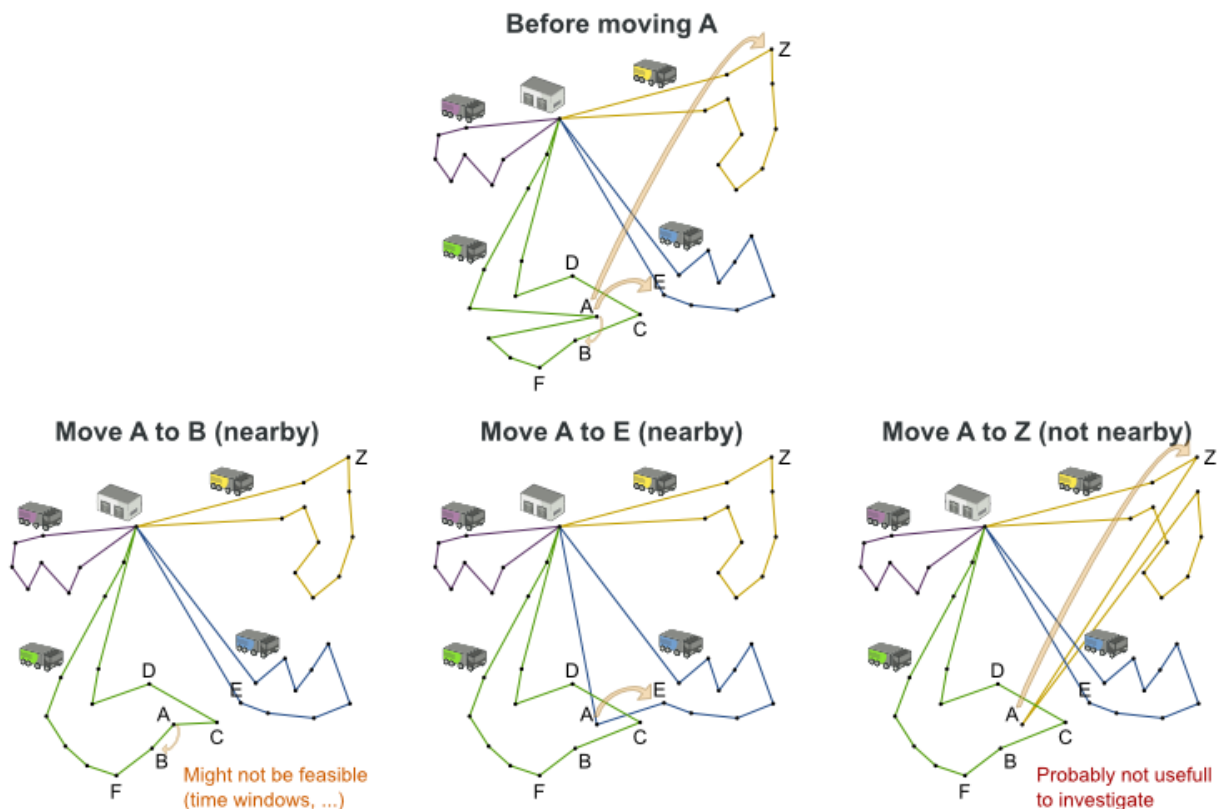 Before moving A
Z
D
E
A
C
B
F
Move A to B (nearby)
Z
D
E
A
C
B
F
Might not be feasible
(time windows, ...)
Move A to E (nearby)
Z
D
E
A
C
B
F
Move A to Z (not nearby)
Z
D
E
A
C
B
F
Probably not usefull
to investigate